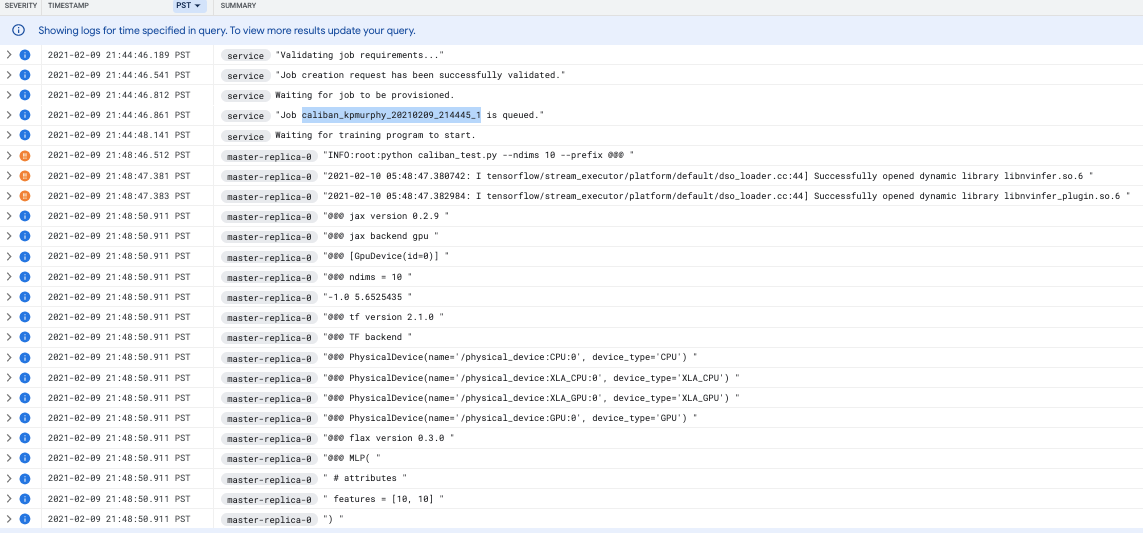 SEVERITY TIMESTAMP PST SUMMARY
Showing logs for time specified in query. To view more results update your query.
2021-02-09 21:44:46.189 PST service "Validating job requirements..."
2021-02-09 21:44:46.541 PST service "Job creation request has been successfully validated."
2021-02-09 21:44:46.812 PST service Waiting for job to be provisioned.
2021-02-09 21:44:46.861 PST service "Job caliban_kpmurphy_20210209_214445_1 is queued."
2021-02-09 21:44:48.141 PST service Waiting for training program to start.
2021-02-09 21:48:46.512 PST master-replica-0 "INFO:root:python caliban_test.py --ndims 10 --prefix @@@ "
2021-02-09 21:48:47.381 PST master-replica-0 "2021-02-10 05:48:47.380742: I tensorflow/stream_executor/platform/default/dso_loader.cc:44] Successfully opened dynamic library libnvinfer.so.6 "
2021-02-09 21:48:47.383 PST master-replica-0 "2021-02-10 05:48:47.382984: I tensorflow/stream_executor/platform/default/dso_loader.cc:44] Successfully opened dynamic library libnvinfer_plugin.so.6 "
2021-02-09 21:48:50.911 PST master-replica-0 "@@@ jax version 0.2.9 "
2021-02-09 21:48:50.911 PST master-replica-0 "@@@ jax backend gpu "
2021-02-09 21:48:50.911 PST master-replica-0 "@@@ [GpuDevice(id=0)] "
2021-02-09 21:48:50.911 PST master-replica-0 "@@@ ndims = 10 "
2021-02-09 21:48:50.911 PST master-replica-0 "-1.0 5.6525435 "
2021-02-09 21:48:50.911 PST master-replica-0 "@@@ tf version 2.1.0 "
2021-02-09 21:48:50.911 PST master-replica-0 "@@@ TF backend "
2021-02-09 21:48:50.911 PST master-replica-0 "@@@ PhysicalDevice(name='/physical_device:CPU:0', device_type='CPU') "
2021-02-09 21:48:50.911 PST master-replica-0 "@@@ PhysicalDevice(name='/physical_device:XLA_CPU:0', device_type='XLA_CPU') "
2021-02-09 21:48:50.911 PST master-replica-0 "@@@ PhysicalDevice(name='/physical_device:XLA_GPU:0', device_type='XLA_GPU') "
2021-02-09 21:48:50.911 PST master-replica-0 "@@@ PhysicalDevice(name='/physical_device:GPU:0', device_type='GPU') "
2021-02-09 21:48:50.911 PST master-replica-0 "@@@ flax version 0.3.0 "
2021-02-09 21:48:50.911 PST master-replica-0 "@@@ MLP( "
2021-02-09 21:48:50.911 PST master-replica-0 " # attributes "
2021-02-09 21:48:50.911 PST master-replica-0 " features = [10, 10] "
2021-02-09 21:48:50.911 PST master-replica-0 ") "